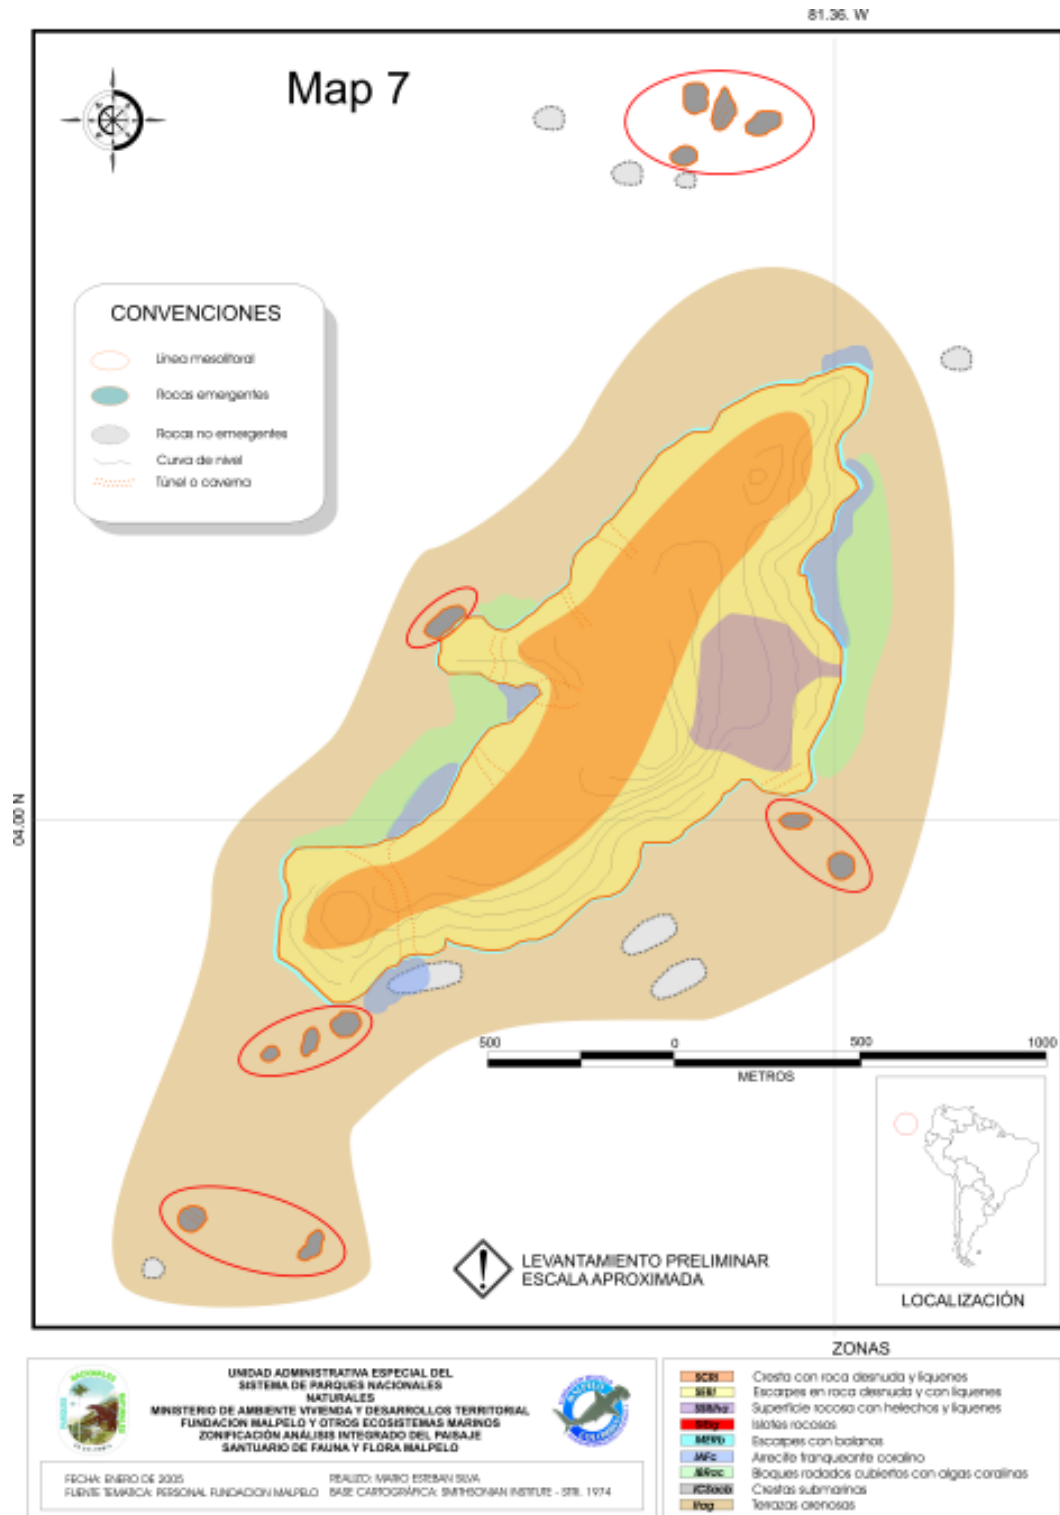 81.36. W
Map 7
CONVENCIONES
Línea mesolitoral
Rocas emergentes
Rocas no emergentes
Curva de nivel
Túnel o caverna
04.00 N
500 0 500 1000
METROS
LEVANTAMIENTO PRELIMINAR
ESCALA APROXIMADA
LOCALIZACIÓN
UNIDAD ADMINISTRATIVA ESPECIAL DEL
SISTEMA DE PARQUES NACIONALES
NATURALES
MINISTERIO DE AMBIENTE VIVIENDA Y DESARROLLOS TERRITORIAL
FUNDACION MALPELO Y OTROS ECOSISTEMAS MARINOS
ZONIFICACIÓN ANÁLISIS INTEGRADO DEL PAISAJE
SANTUARIO DE FAUNA Y FLORA MALPELO
FECHA: ENERO DE 2005 REALIZO: MARIO ESTEBAN SILVA
FUENTE TEMATICA: PERSONAL FUNDACION MALPELO BASE CARTOGRÁFICA: SMITHSONIAN INSTITUTE - STRI. 1974
ZONAS
Cresta con roca desnuda y liquenes
Escarpes en roca desnuda y con liquenes
Superficie rocosa con helechos y liquenes
Islotes rocosos
Escarpes con balanos
Arrecife franqueante coralino
Bloques rodados cubiertos con algas coralinas
Crestas submarinas
Terrazas arenosas